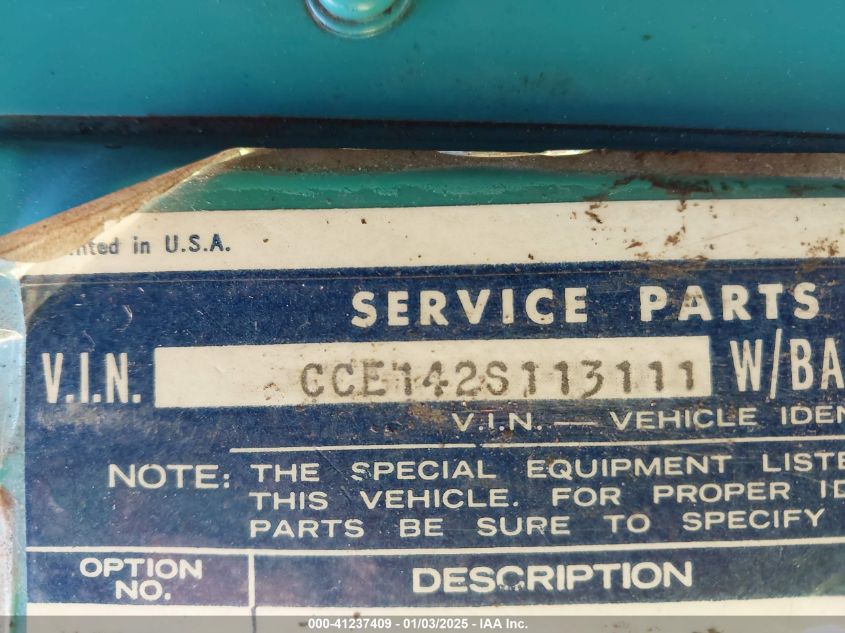 in U.S.A.
SERVICE PARTS
V.I.N. CCE142S113111 W/BA
V.I.N. — VEHICLE IDEN
NOTE: THE SPECIAL EQUIPMENT LISTE
THIS VEHICLE. FOR PROPER ID
PARTS BE SURE TO SPECIFY
OPTION NO. DESCRIPTION
000-41237409 - 01/03/2025 - © IAA, Inc.